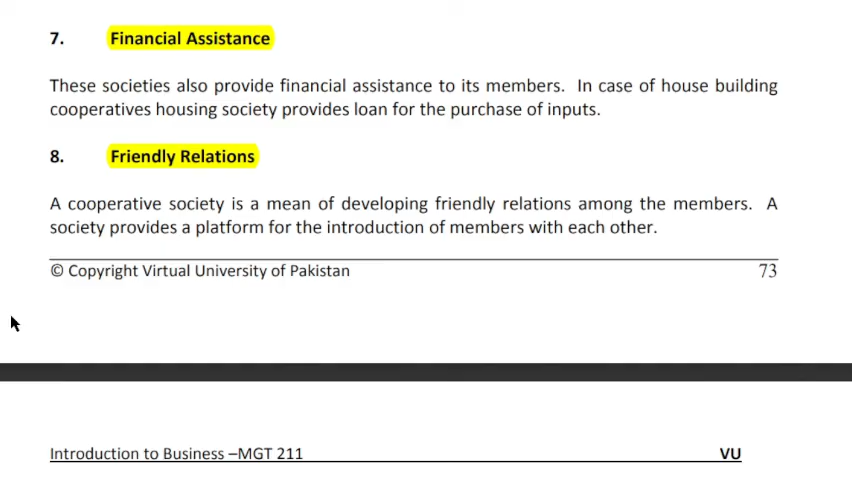 7. Financial Assistance
These societies also provide financial assistance to its members. In case of house building
cooperatives housing society provides loan for the purchase of inputs.
8. Friendly Relations
A cooperative society is a mean of developing friendly relations among the members. A
society provides a platform for the introduction of members with each other.
© Copyright Virtual University of Pakistan 73
Introduction to Business –MGT 211 VU